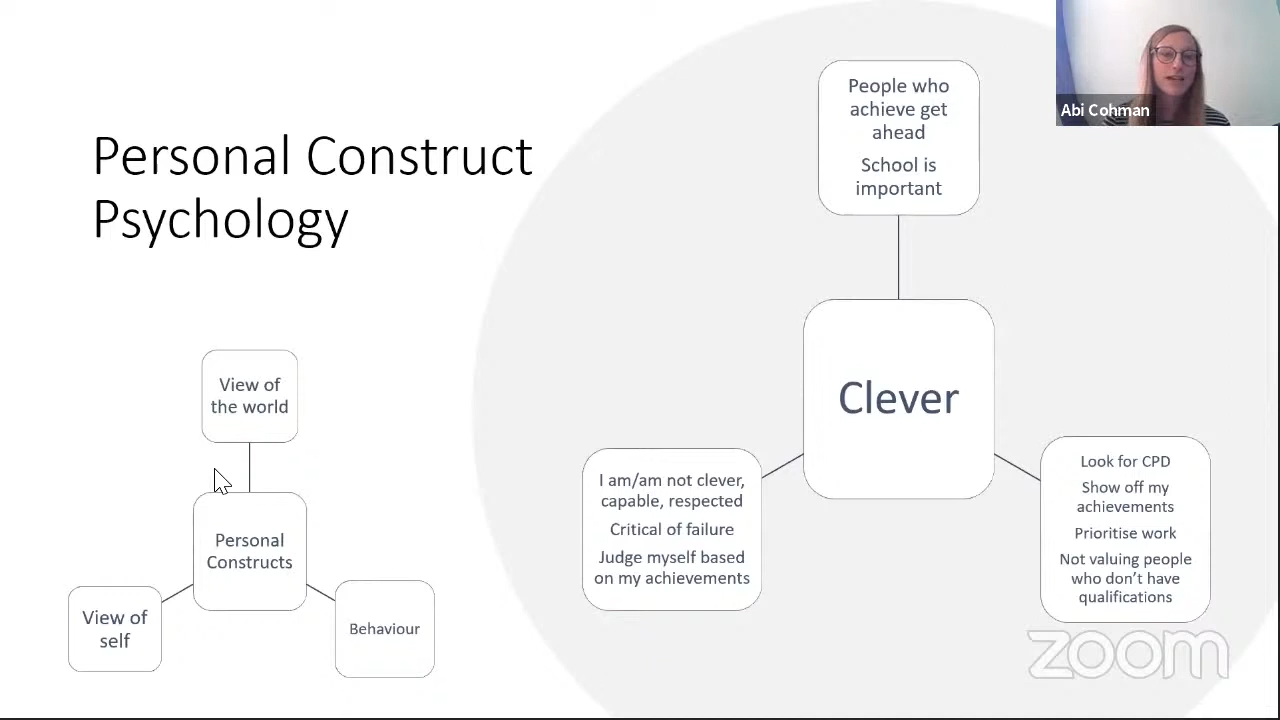 Personal Construct
Psychology
View of
the world
Personal
Constructs
View of
self
Behaviour
People who
achieve get
ahead
School is
important
Clever
I am/am not clever,
capable, respected
Critical of failure
Judge myself based
on my achievements
Look for CPD
Show off my
achievements
Prioritise work
Not valuing people
who don't have
qualifications
Abi Cohman
zoom